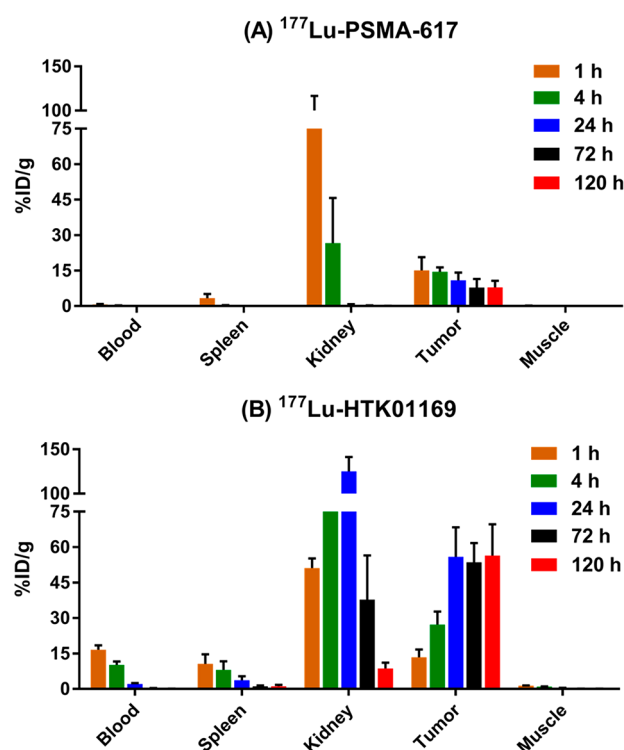 (A) ¹⁷⁷Lu-PSMA-617
150
100
75
60
45
30
15
0
%ID/g
1 h
4 h
24 h
72 h
120 h
Blood
Spleen
Kidney
Tumor
Muscle
(B) ¹⁷⁷Lu-HTK01169
150
100
75
60
45
30
15
0
%ID/g
1 h
4 h
24 h
72 h
120 h
Blood
Spleen
Kidney
Tumor
Muscle